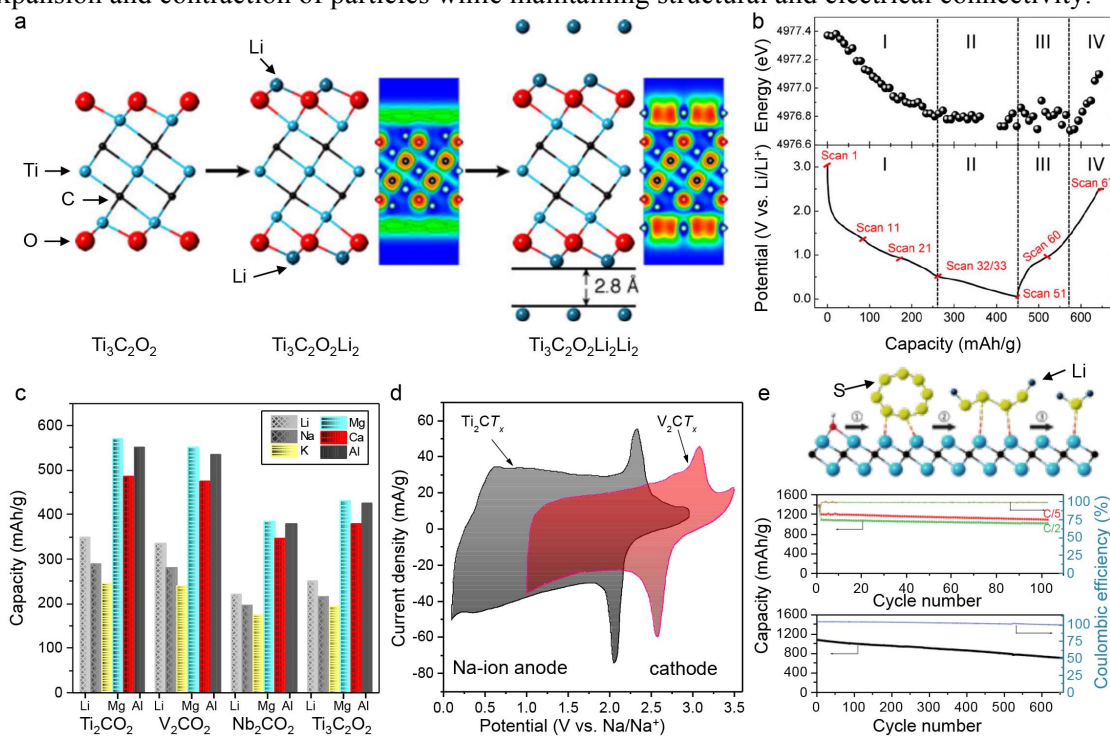 xpansion and contraction of particles while maintaining structural and electrical connectivity.
a
Li
Ti
C
O
Li
2.8 Å
Ti₃C₂O₂
Ti₃C₂O₂Li₂
Ti₃C₂O₂Li₂Li₂
b
Energy (eV)
4977.4
4977.2
4977.0
4976.8
4976.6
I II III IV
Potential (V vs. Li/Li⁺)
3.0
2.0
1.0
0.0
I II III IV
Scan 1
Scan 11
Scan 21
Scan 32/33
Scan 51
Scan 60
Scan 67
0 100 200 300 400 500 600
Capacity (mAh/g)
c
Capacity (mAh/g)
600
500
400
300
200
100
0
Li Mg
Na Ca
K Al
Li Mg Al Li Mg Al Li Mg Al Li Mg Al
Ti₂CO₂ V₂CO₂ Nb₂CO₂ Ti₃C₂O₂
d
Current density (mA/g)
60
40
20
0
-20
-40
-60
-80
Ti₂CTₓ
V₂CTₓ
Na-ion anode
cathode
0.0 0.5 1.0 1.5 2.0 2.5 3.0 3.5
Potential (V vs. Na/Na⁺)
e
S
Li
① ② ③
Capacity (mAh/g)
1600
1200
800
400
0
C/5
C/2
100
75
50
25
0
0 20 40 60 80 100
Cycle number
1600
1200
800
400
0
100
75
50
25
0
0 100 200 300 400 500 600
Cycle number
Coulombic efficiency (%)